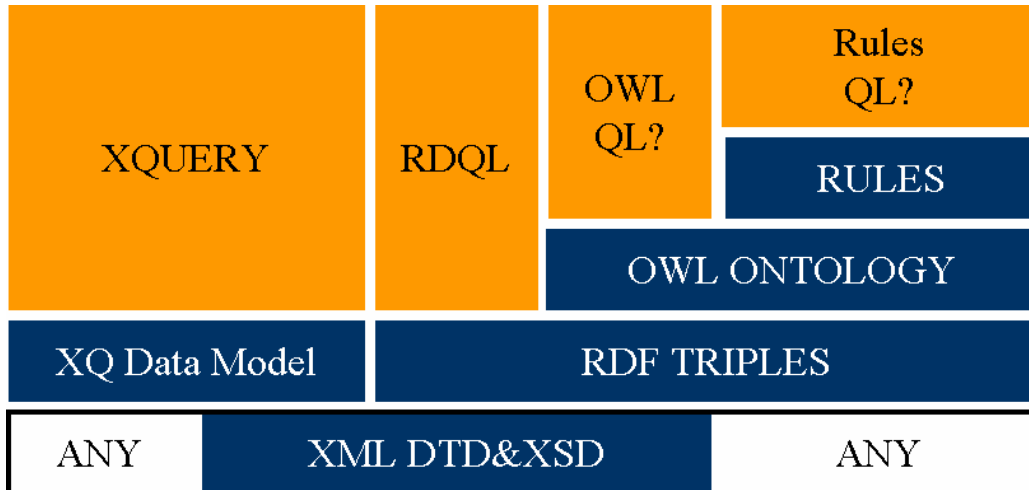 XQUERY
RDQL
OWL
QL?
Rules
QL?
RULES
OWL ONTOLOGY
XQ Data Model
RDF TRIPLES
ANY
XML DTD&XSD
ANY